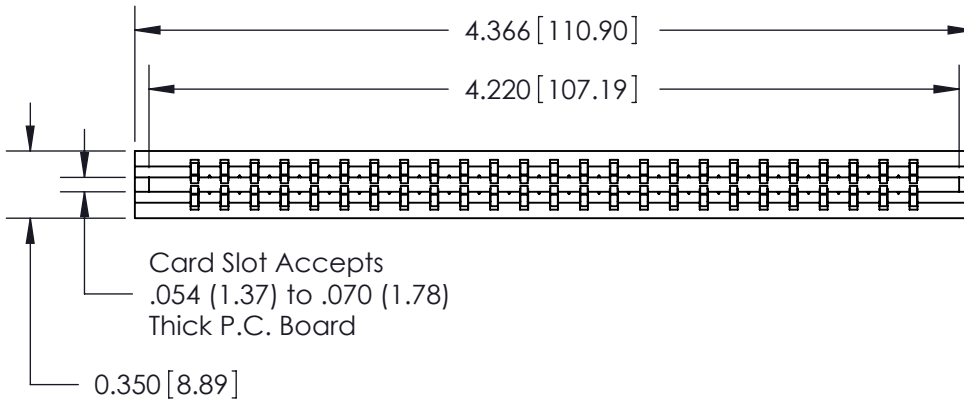 4.366 [110.90]
4.220 [107.19]
Card Slot Accepts
.054 (1.37) to .070 (1.78)
Thick P.C. Board
0.350 [8.89]